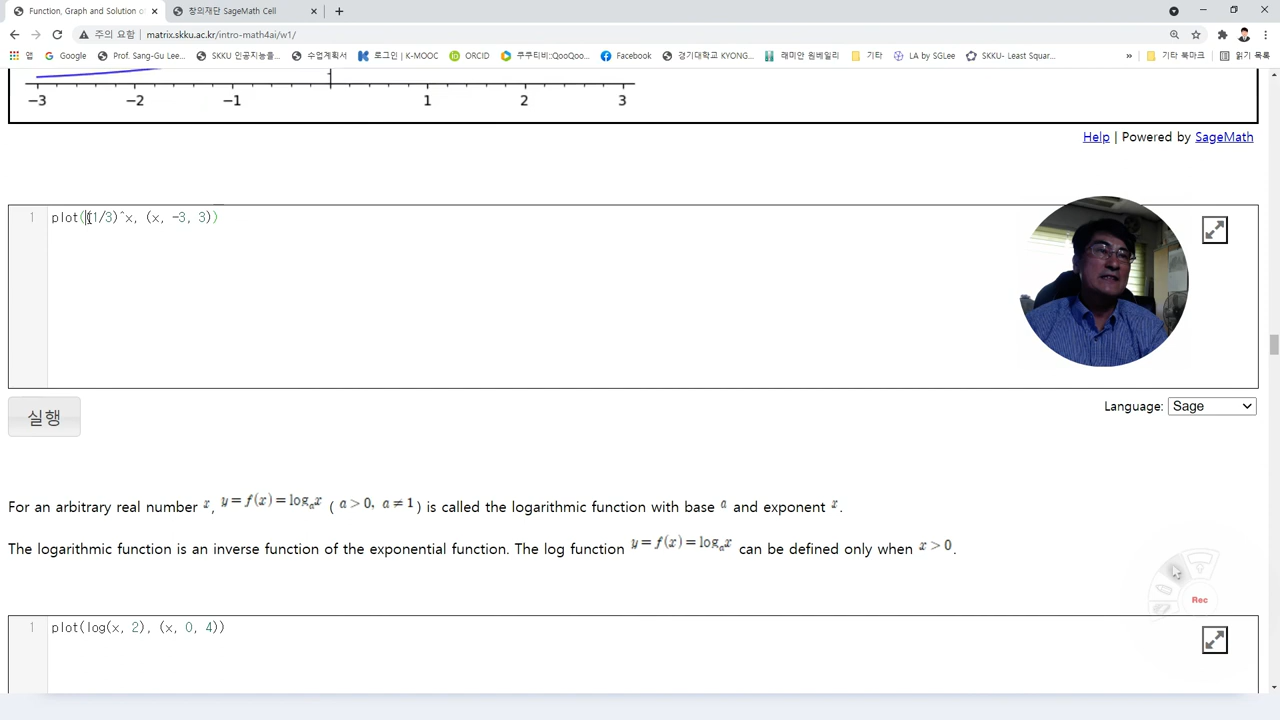 Function, Graph and Solution of
창의재단 SageMath Cell
주의 요함 | matrix.skku.ac.kr/intro-math4ai/w1/
앱 Google Prof. Sang-Gu Lee... SKKU 인공지능을... 수업계획서 로그인 | K-MOOC ORCID 쿠쿠티비::QooQoo... Facebook 경기대학교 KYONG... 래미안 원베일리 기타 LA by SGLee SKKU- Least Squar... » 기타 북마크 읽기 목록
−3 −2 −1 1 2 3
Help | Powered by SageMath
1 plot((1/3)^x, (x, -3, 3))
실행
Language: Sage
For an arbitrary real number x, y = f(x) = logₐx ( a > 0, a ≠ 1 ) is called the logarithmic function with base a and exponent x.
The logarithmic function is an inverse function of the exponential function. The log function y = f(x) = logₐx can be defined only when x > 0.
Rec
1 plot(log(x, 2), (x, 0, 4))